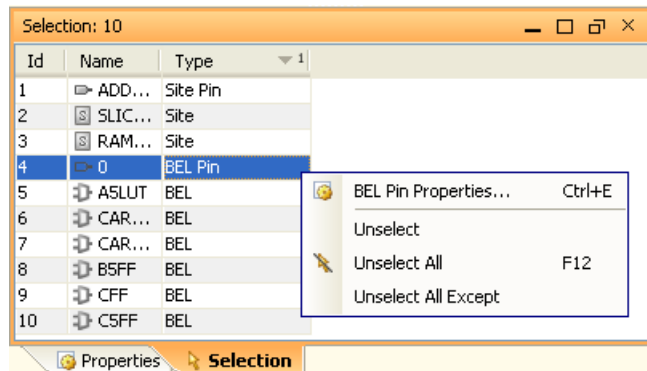 Selection: 10
Id Name Type 1
1 ADD... Site Pin
2 SLIC... Site
3 RAM... Site
4 0 BEL Pin
5 A5LUT BEL
6 CAR... BEL
7 CAR... BEL
8 B5FF BEL
9 CFF BEL
10 C5FF BEL
BEL Pin Properties... Ctrl+E
Unselect
Unselect All F12
Unselect All Except
Properties Selection